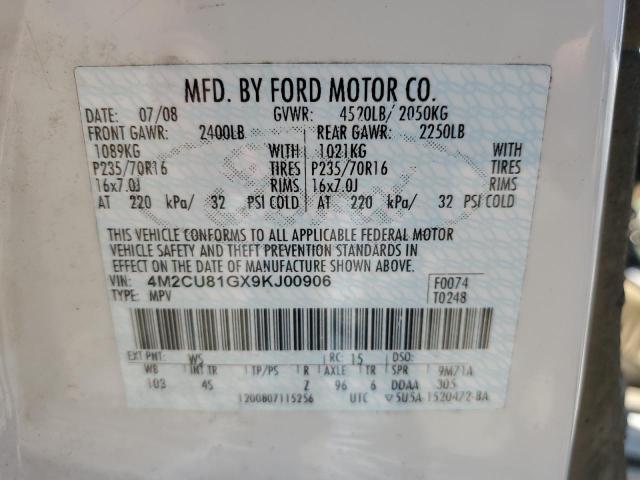 MFD. BY FORD MOTOR CO.
DATE: 07/08 GVWR: 4520LB/ 2050KG
FRONT GAWR: 2400LB REAR GAWR: 2250LB
1089KG WITH 1021KG WITH
P235/70R16 TIRES P235/70R16 TIRES
16x7.0J RIMS 16x7.0J RIMS
AT 220 kPa/ 32 PSI COLD AT 220 kPa/ 32 PSI COLD
THIS VEHICLE CONFORMS TO ALL APPLICABLE FEDERAL MOTOR
VEHICLE SAFETY AND THEFT PREVENTION STANDARDS IN
EFFECT ON THE DATE OF MANUFACTURE SHOWN ABOVE.
VIN: 4M2CU81GX9KJ00906 F0074
TYPE: MPV T0248
EXT PNT: W5 RC: 15 DSO:
WB INT TR TP/PS R AXLE TR SPR 9M71A
103 45 Z 96 6 DDAA 305
1200807115256 UTC ▽5U5A-1520472-BA